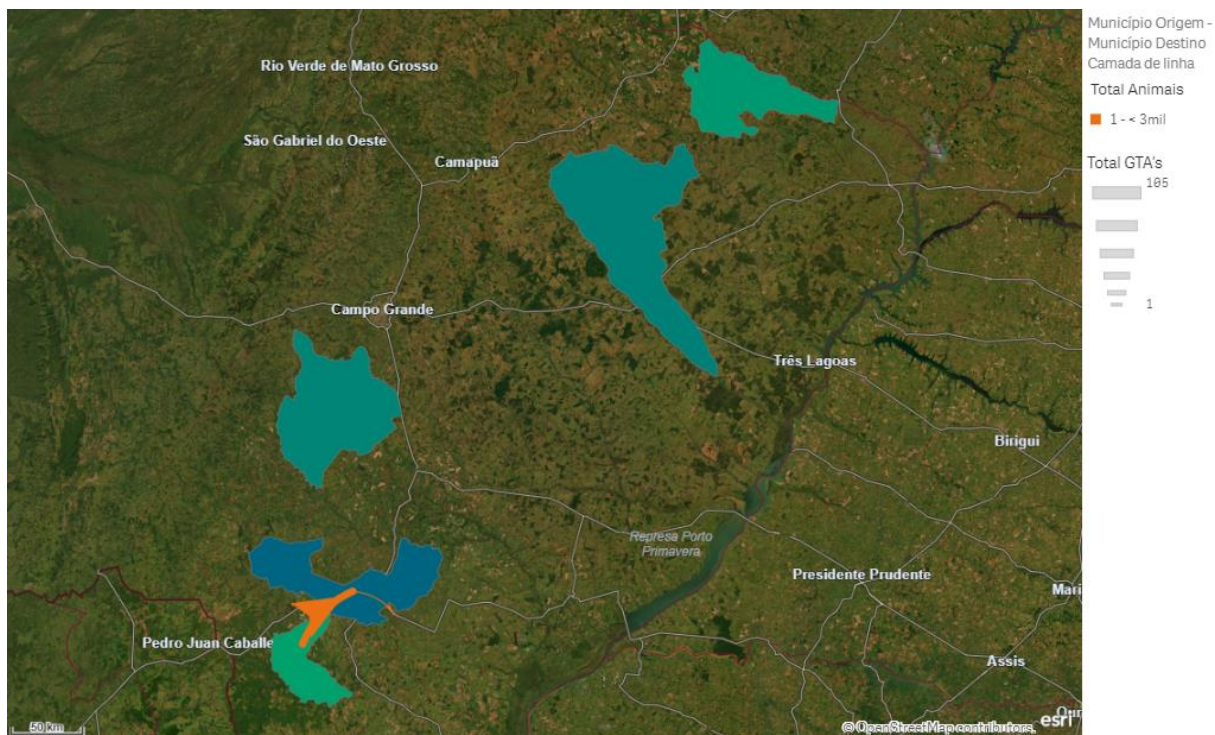 Rio Verde de Mato Grosso
São Gabriel do Oeste
Camapuã
Campo Grande
Três Lagoas
Birigui
Represa Porto
Primavera
Presidente Prudente
Mari
Pedro Juan Caballe
Assis
Our
50 km
© OpenStreetMap contributors.
esri
Município Origem -
Município Destino
Camada de linha
Total Animais
1 - < 3mil
Total GTA's
105
1